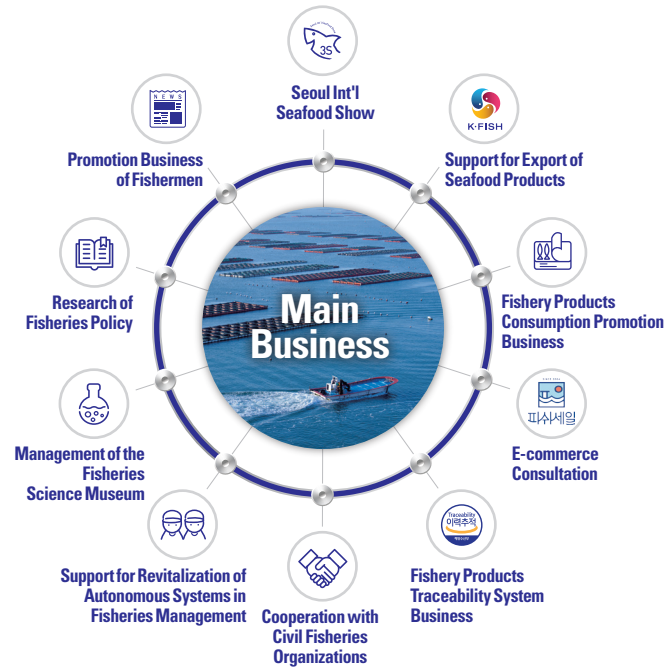 3S
Seoul Int'l
Seafood Show
K·FISH
Support for Export of
Seafood Products
Fishery Products
Consumption Promotion
Business
피쉬세일
E-commerce
Consultation
Traceability
이력추적
Fishery Products
Traceability System
Business
Cooperation with
Civil Fisheries
Organizations
Support for Revitalization of
Autonomous Systems in
Fisheries Management
Management of the
Fisheries
Science Museum
Research of
Fisheries Policy
NEWS
Promotion Business
of Fishermen
Main
Business